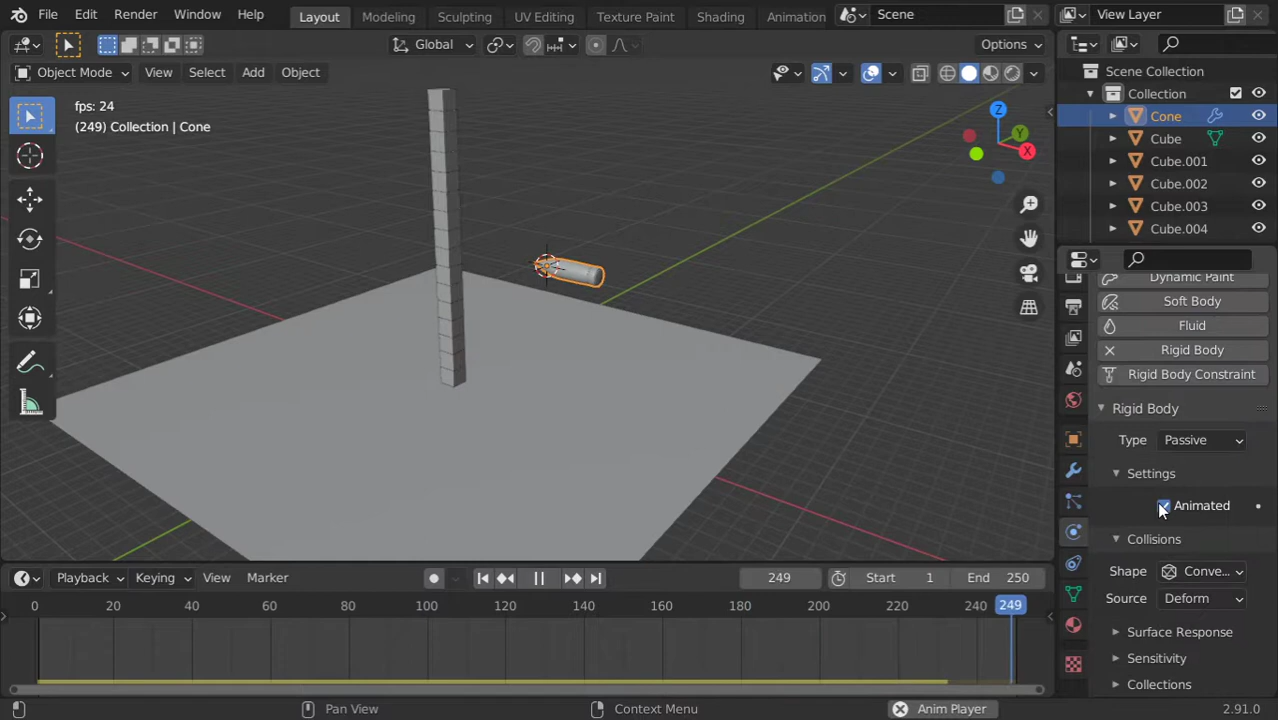 File Edit Render Window Help Layout Modeling Sculpting UV Editing Texture Paint Shading Animation Scene View Layer
Global Options
Object Mode View Select Add Object
fps: 24
(249) Collection | Cone
Z
Y
X
Scene Collection
Collection
Cone
Cube
Cube.001
Cube.002
Cube.003
Cube.004
Dynamic Paint
Soft Body
Fluid
Rigid Body
Rigid Body Constraint
Rigid Body
Type Passive
Settings
Animated
Collisions
Shape Conve...
Source Deform
Surface Response
Sensitivity
Collections
Playback Keying View Marker 249 Start 1 End 250
0 20 40 60 80 100 120 140 160 180 200 220 240 249
Pan View Context Menu Anim Player 2.91.0